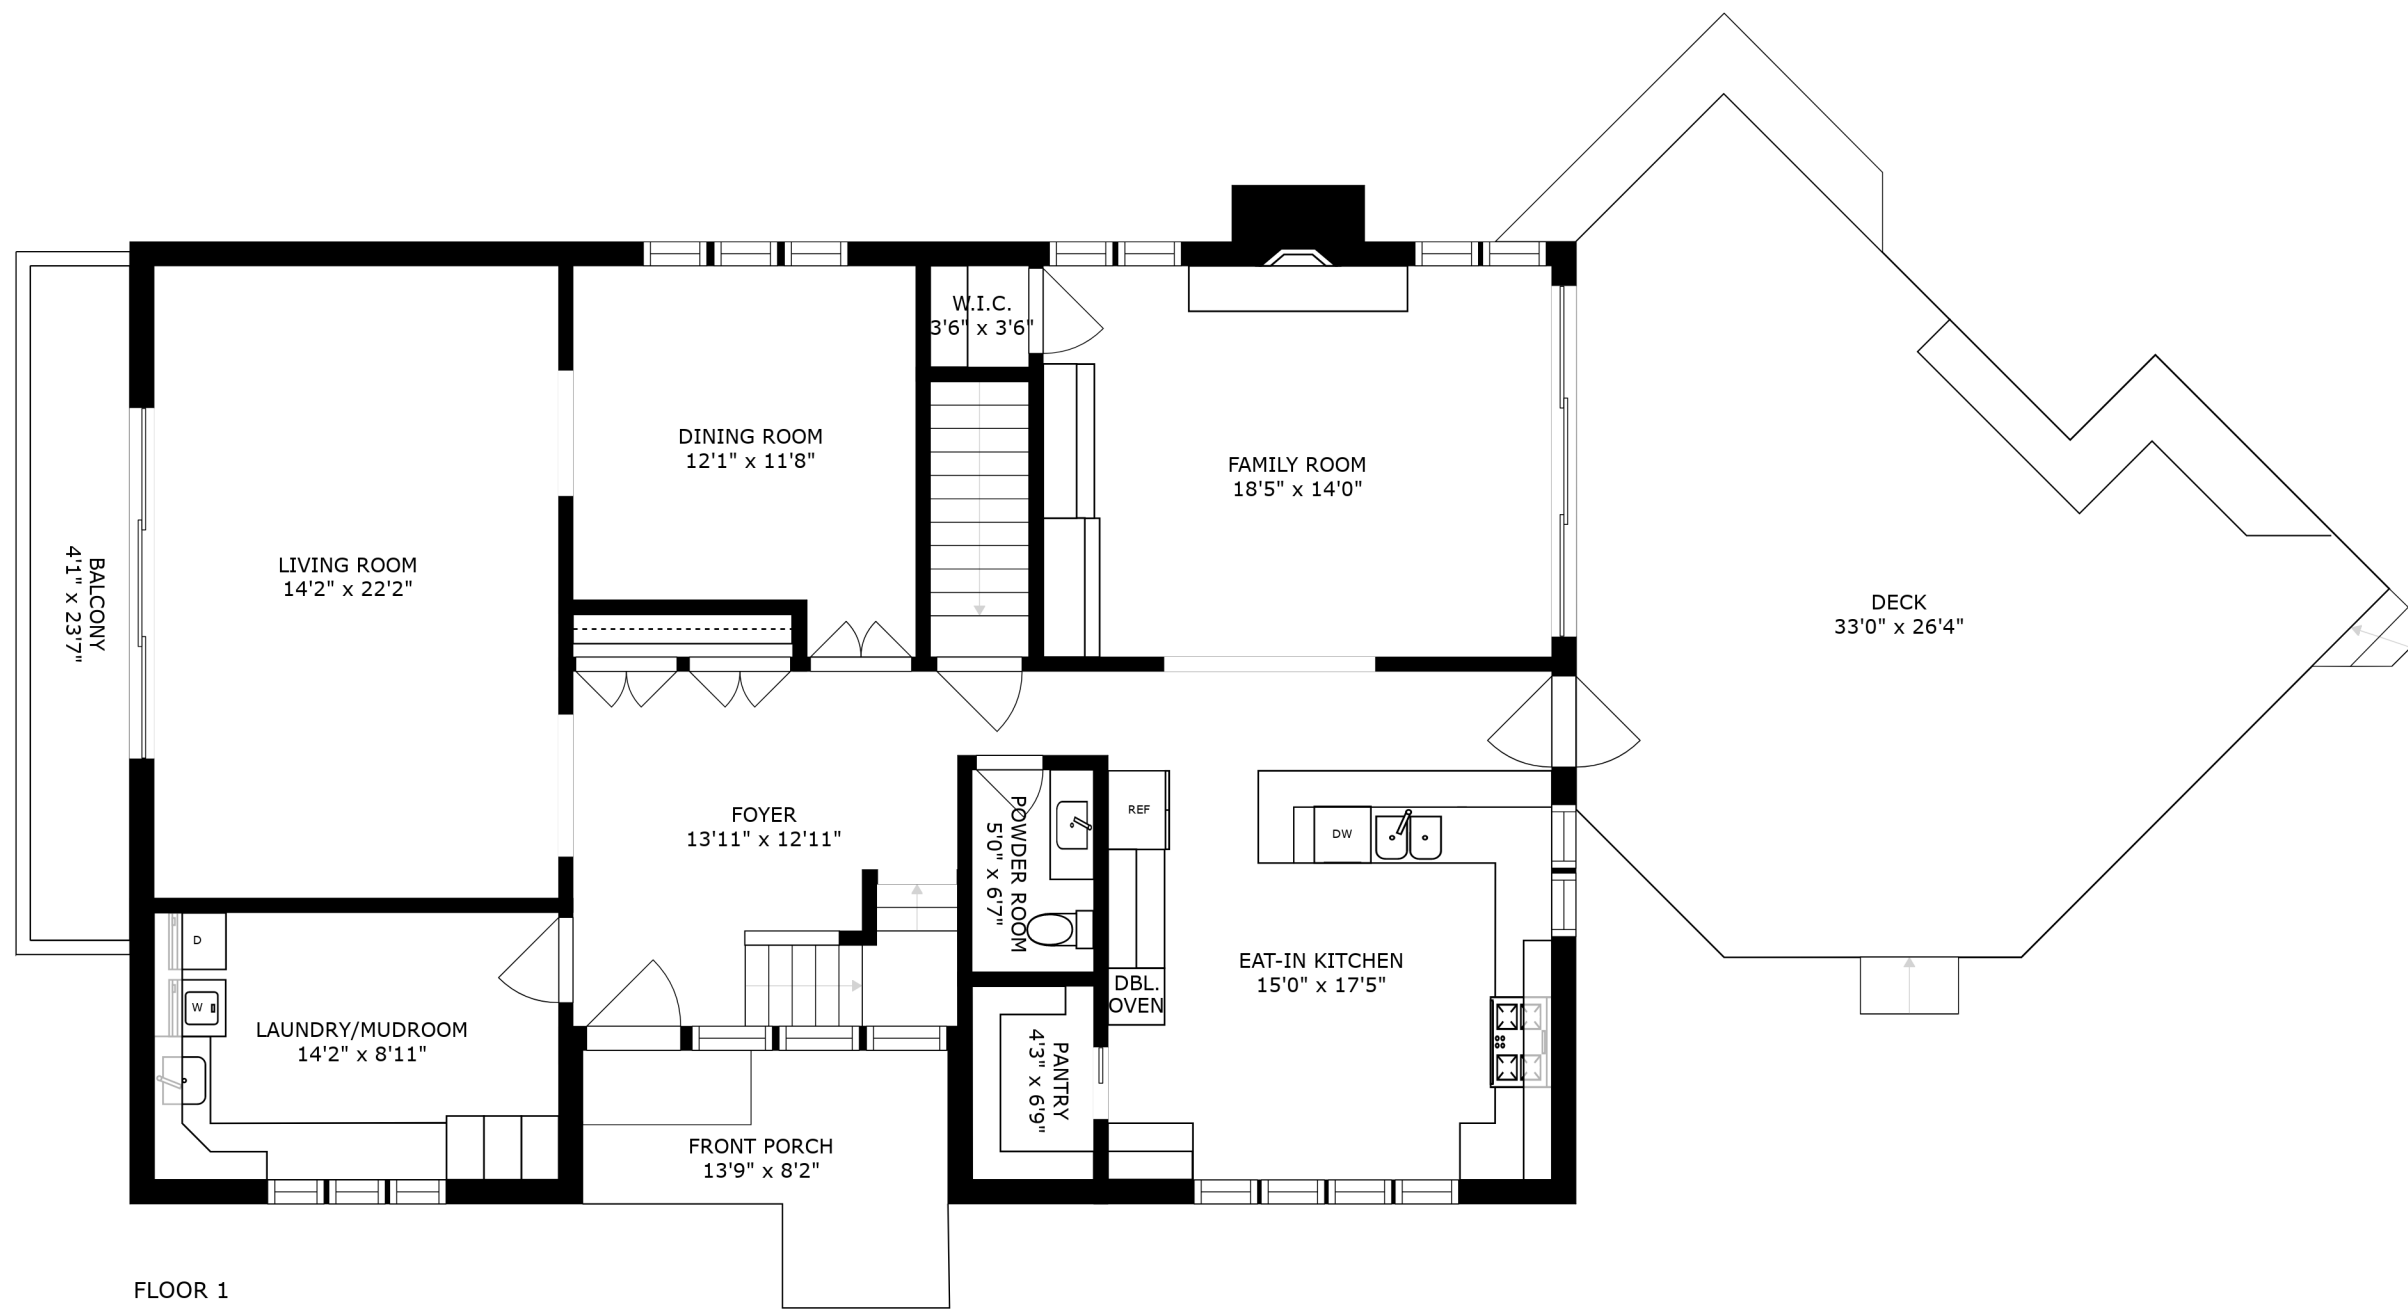 W.I.C.
3'6" x 3'6"
DINING ROOM
12'1" x 11'8"
FAMILY ROOM
18'5" x 14'0"
BALCONY
4'1" x 23'7"
LIVING ROOM
14'2" x 22'2"
DECK
33'0" x 26'4"
FOYER
13'11" x 12'11"
POWDER ROOM
5'0" x 6'7"
REF
DW
D
W
LAUNDRY/MUDROOM
14'2" x 8'11"
EAT-IN KITCHEN
15'0" x 17'5"
DBL.
OVEN
PANTRY
4'3" x 6'9"
FRONT PORCH
13'9" x 8'2"
FLOOR 1